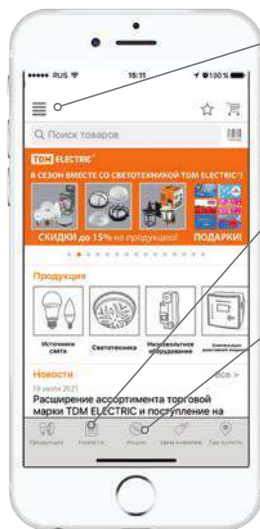 RUS
15:11
100 %
Поиск товаров
TDM ELECTRIC
В СЕЗОН ВМЕСТЕ СО СВЕТОТЕХНИКОЙ TDM ELECTRIC!
СКИДКИ до 15% на продукцию!
ПОДАРКИ!
Продукция
Источники света
Светотехника
Низковольтное оборудование
Новости
Все >
19 июля 2021
Расширение ассортимента торговой
марки TDM ELECTRIC и поступление на
Продукция
Новости
Акции
Где купить